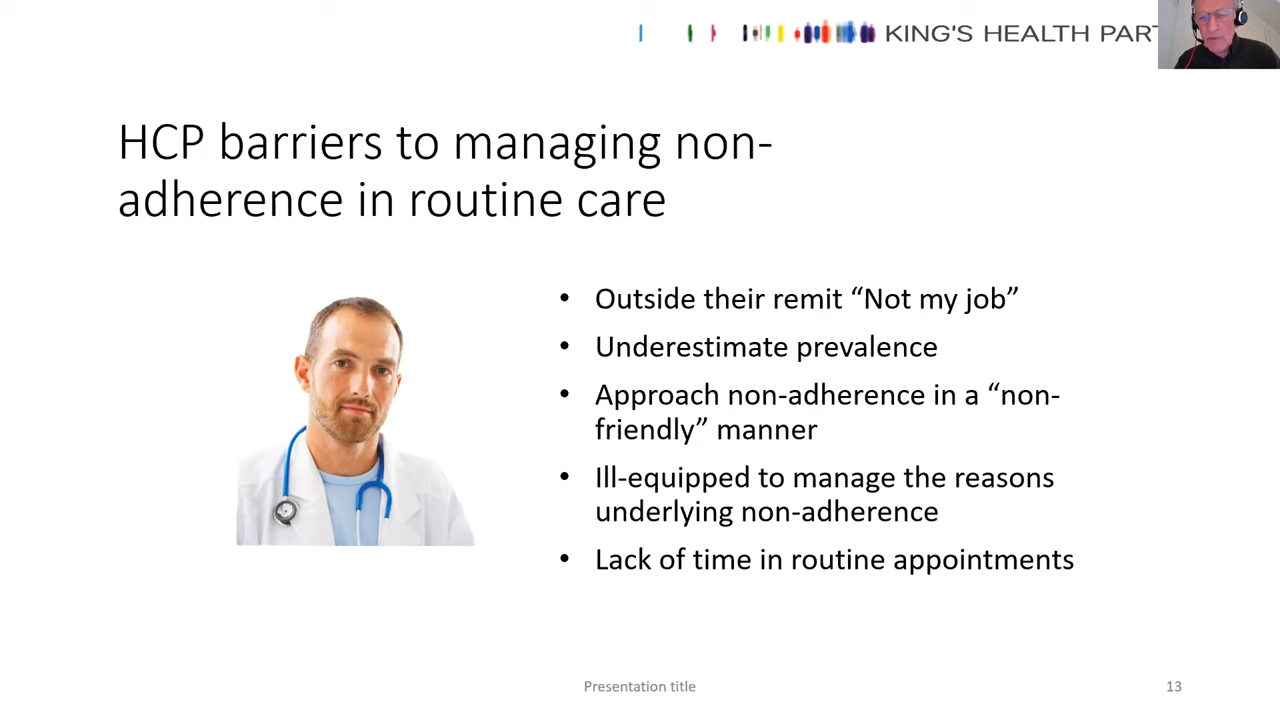 KING'S HEALTH PART
HCP barriers to managing non-
adherence in routine care
• Outside their remit “Not my job”
• Underestimate prevalence
• Approach non-adherence in a “non-
friendly” manner
• Ill-equipped to manage the reasons
underlying non-adherence
• Lack of time in routine appointments
Presentation title
13